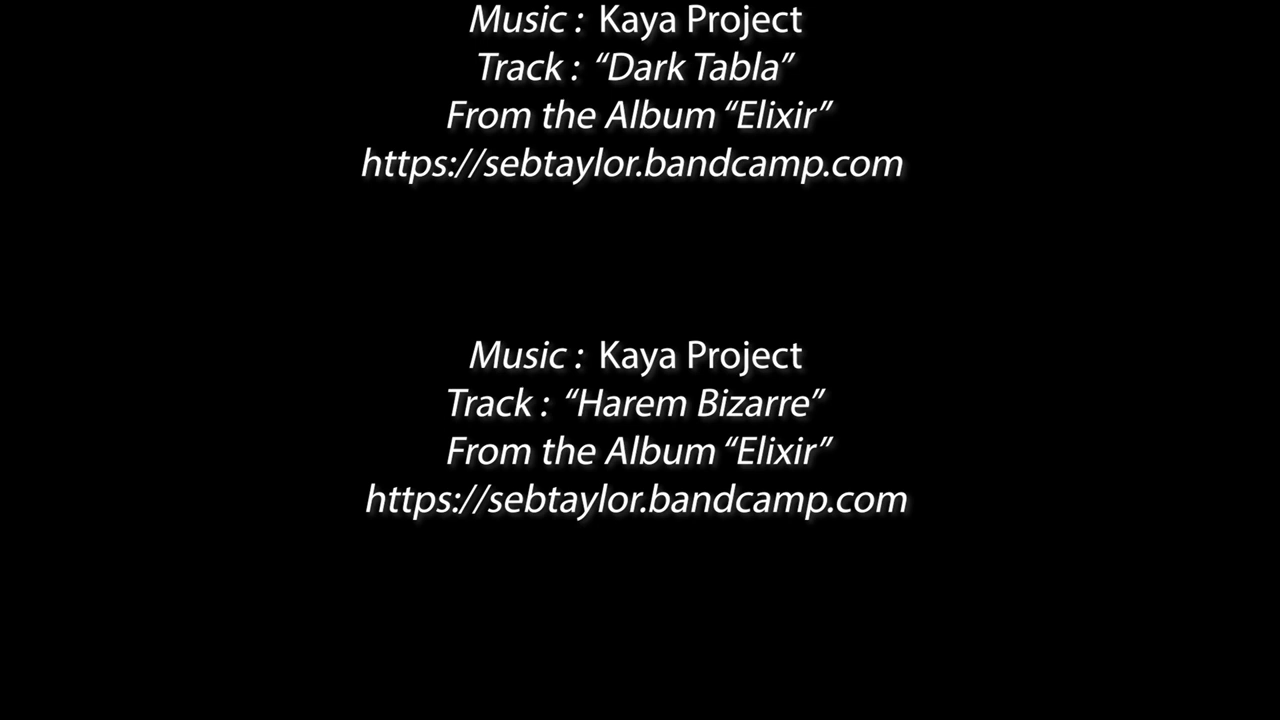 Music : Kaya Project
Track : “Dark Tabla”
From the Album “Elixir”
https://sebtaylor.bandcamp.com
Music : Kaya Project
Track : “Harem Bizarre”
From the Album “Elixir”
https://sebtaylor.bandcamp.com